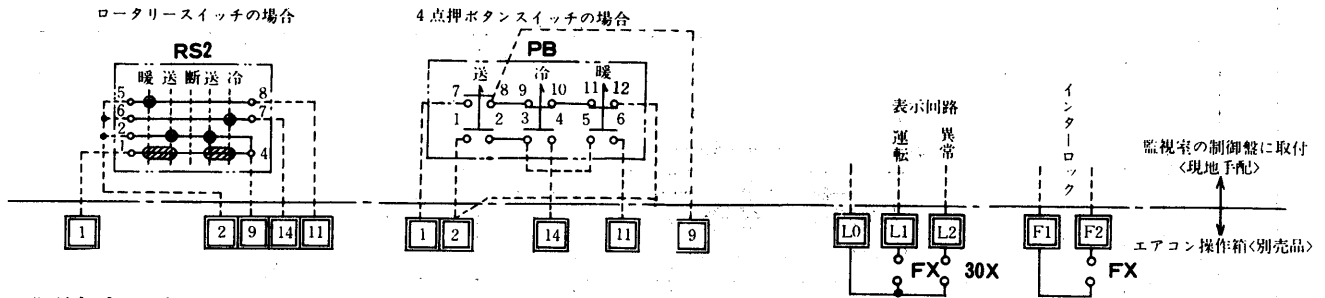 ロータリースイッチの場合
RS2
暖 送 断 送 冷
5 8
6 7
2
1 4
4点押ボタンスイッチの場合
PB
送 冷 暖
7 8 9 10 11 12
1 2 3 4 5 6
表示回路
運転
異常
インターロック
監視室の制御盤に取付
<現地手配>
1 2 9 14 11
1 2 14 11 9
L0 L1 L2 F1 F2
エアコン操作箱<別売品>
FX 30X FX